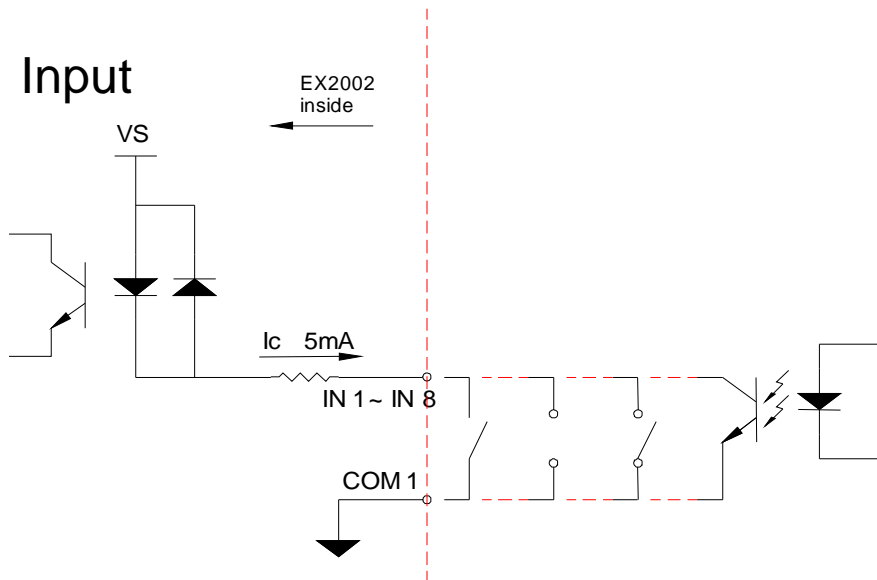 Input
EX2002
inside
VS
Ic 5mA
IN 1 ~ IN 8
COM 1